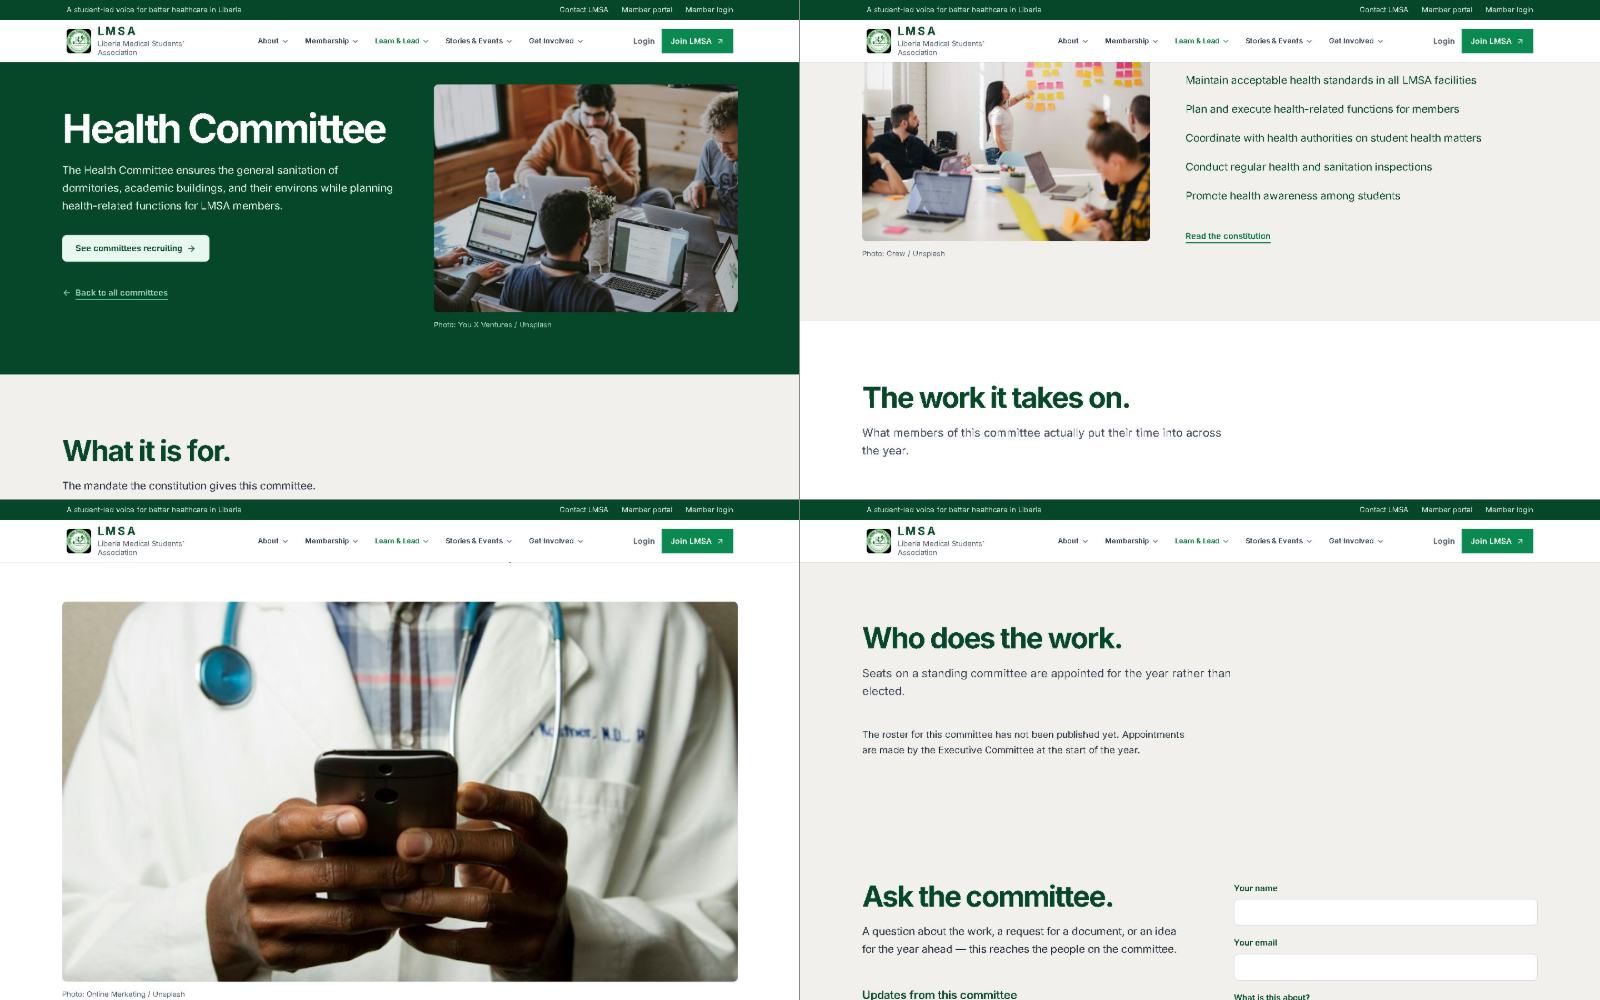 A student-led voice for better healthcare in Liberia
Contact LMSA Member portal Member login
LMSA
Liberia Medical Students'
Association
About Membership Learn & Lead Stories & Events Get Involved
Login Join LMSA
Health Committee
The Health Committee ensures the general sanitation of
dormitories, academic buildings, and their environs while planning
health-related functions for LMSA members.
See committees recruiting
Back to all committees
Photo: You X Ventures / Unsplash
What it is for.
The mandate the constitution gives this committee.
A student-led voice for better healthcare in Liberia
Contact LMSA Member portal Member login
LMSA
Liberia Medical Students'
Association
About Membership Learn & Lead Stories & Events Get Involved
Login Join LMSA
Maintain acceptable health standards in all LMSA facilities
Plan and execute health-related functions for members
Coordinate with health authorities on student health matters
Conduct regular health and sanitation inspections
Promote health awareness among students
Read the constitution
Photo: Crew / Unsplash
The work it takes on.
What members of this committee actually put their time into across
the year.
A student-led voice for better healthcare in Liberia
Contact LMSA Member portal Member login
LMSA
Liberia Medical Students'
Association
About Membership Learn & Lead Stories & Events Get Involved
Login Join LMSA
Photo: Online Marketing / Unsplash
A student-led voice for better healthcare in Liberia
Contact LMSA Member portal Member login
LMSA
Liberia Medical Students'
Association
About Membership Learn & Lead Stories & Events Get Involved
Login Join LMSA
Who does the work.
Seats on a standing committee are appointed for the year rather than
elected.
The roster for this committee has not been published yet. Appointments
are made by the Executive Committee at the start of the year.
Ask the committee.
A question about the work, a request for a document, or an idea
for the year ahead — this reaches the people on the committee.
Updates from this committee
Your name
Your email
What is this about?